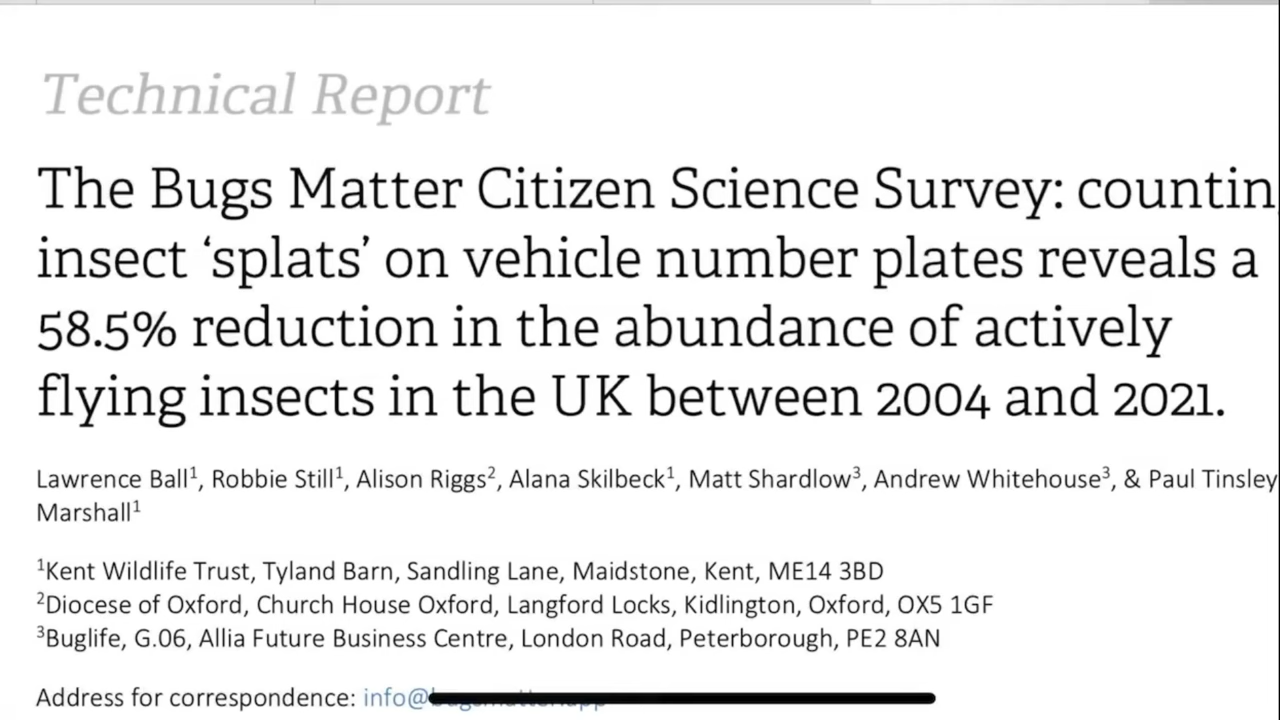 Technical Report
The Bugs Matter Citizen Science Survey: countin
insect ‘splats’ on vehicle number plates reveals a
58.5% reduction in the abundance of actively
flying insects in the UK between 2004 and 2021.
Lawrence Ball¹, Robbie Still¹, Alison Riggs², Alana Skilbeck¹, Matt Shardlow³, Andrew Whitehouse³, & Paul Tinsley
Marshall¹
¹Kent Wildlife Trust, Tyland Barn, Sandling Lane, Maidstone, Kent, ME14 3BD
²Diocese of Oxford, Church House Oxford, Langford Locks, Kidlington, Oxford, OX5 1GF
³Buglife, G.06, Allia Future Business Centre, London Road, Peterborough, PE2 8AN
Address for correspondence: info@